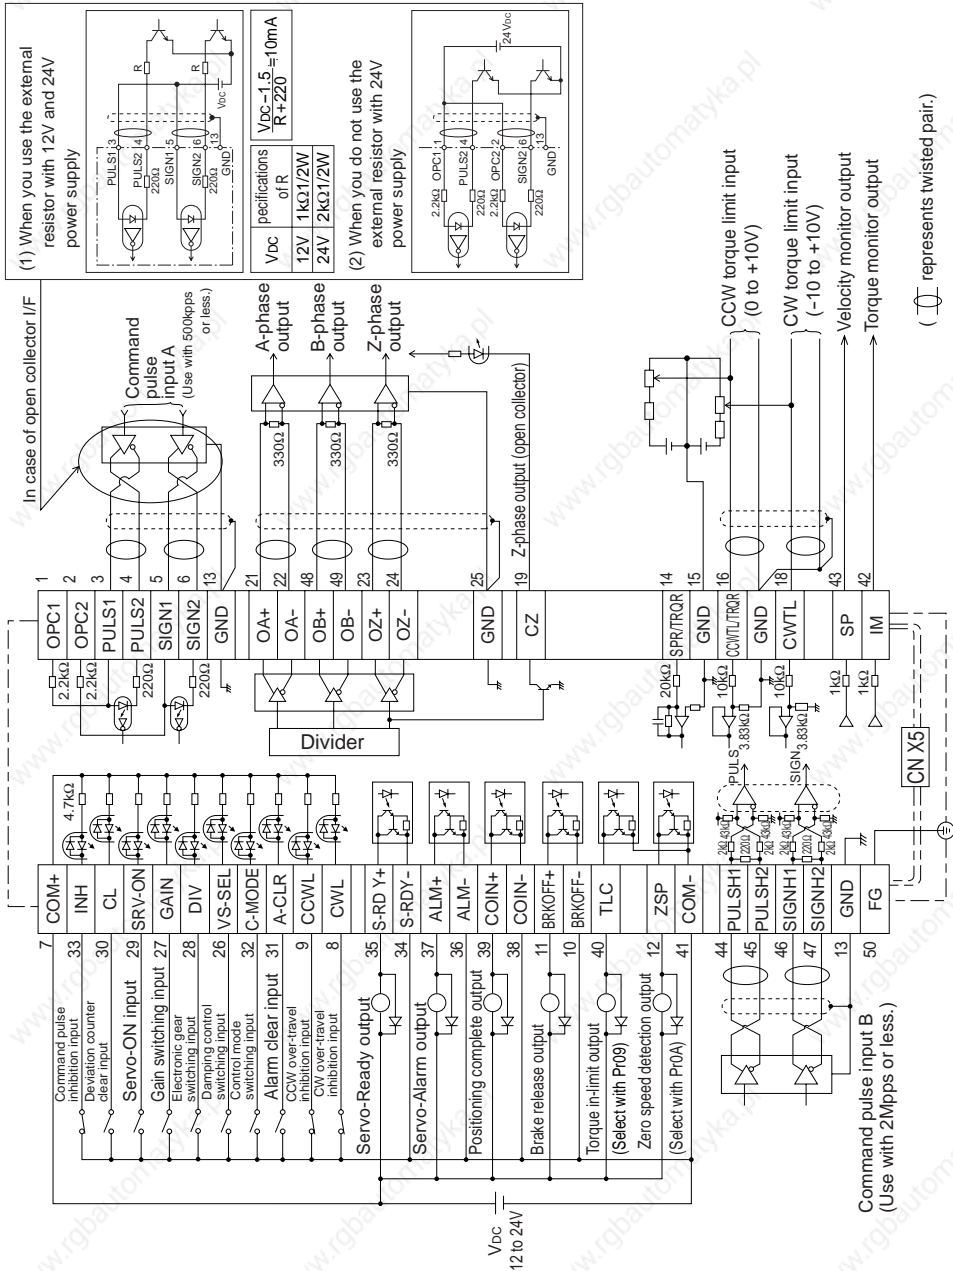 (1) When you use the external
resistor with 12V and 24V
power supply
PULS1 3
PULS2 4
220Ω
SIGN1 5
SIGN2 6
220Ω
13
GND
R
R
VDC
VDC
pecifications
of R
12V 1kΩ1/2W
24V 2kΩ1/2W
VDC−1.5
R+220
≒10mA
(2) When you do not use the
external resistor with 24V
power supply
24VDC
OPC1 1
2.2kΩ
PULS2 4
220Ω
OPC2 2
2.2kΩ
SIGN2 6
220Ω
13
GND
In case of open collector I/F
Command
pulse
input A
(Use with 500kpps
or less.)
A-phase
output
B-phase
output
Z-phase
output
330Ω
330Ω
330Ω
Z-phase output (open collector)
CCW torque limit input
(0 to +10V)
CW torque limit input
(-10 to +10V)
Velocity monitor output
Torque monitor output
( represents twisted pair.)
1 OPC1
2 OPC2
3 PULS1
4 PULS2
5 SIGN1
6 SIGN2
13 GND
21 OA+
22 OA-
48 OB+
49 OB-
23 OZ+
24 OZ-
25 GND
19 CZ
14 SPR/TRQR
15 GND
16 CCWTL/TRQR
GND
18 CWTL
43 SP
42 IM
2.2kΩ
2.2kΩ
220Ω
220Ω
Divider
20kΩ
10kΩ
3.83kΩ
10kΩ
3.83kΩ
1kΩ
1kΩ
CN X5
PULS
SIGN
4.7kΩ
2kΩ 43kΩ
220Ω
2kΩ 43kΩ
2kΩ 43kΩ
220Ω
2kΩ 43kΩ
COM+ 7
INH 33
CL 30
SRV-ON 29
GAIN 27
DIV 28
VS-SEL 26
C-MODE 32
A-CLR 31
CCWL 9
CWL 8
S-RD Y+ 35
S-RDY- 34
ALM+ 37
ALM− 36
COIN+ 39
COIN- 38
BRKOFF+ 11
BRKOFF- 10
TLC 40
ZSP 12
COM- 41
PULSH1 44
PULSH2 45
SIGNH1 46
SIGNH2 47
GND 13
FG 50
Command pulse
inhibition input
Deviation counter
clear input
Servo-ON input
Gain switching input
Electronic gear
switching input
Damping control
switching input
Control mode
switching input
Alarm clear input
CCW over-travel
inhibition input
CW over-travel
inhibition input
Servo-Ready output
Servo-Alarm output
Positioning complete output
Brake release output
Torque in-limit output
(Select with Pr09)
Zero speed detection output
(Select with Pr0A)
VDC
12 to 24V
Command pulse input B
(Use with 2Mpps or less.)
www.rgbautomatyka.pl